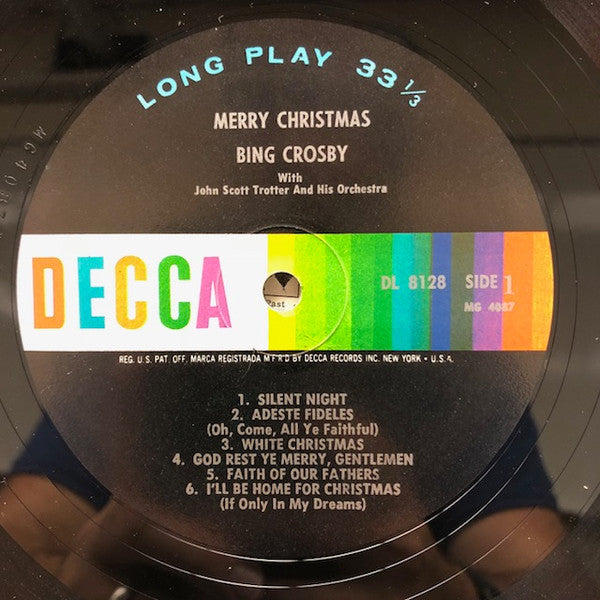 LONG PLAY 33 1/3
MERRY CHRISTMAS
BING CROSBY
With
John Scott Trotter And His Orchestra
DECCA
DL 8128 SIDE 1
MG 4087
Past
REG. U.S. PAT. OFF. MARCA REGISTRADA M F R D BY DECCA RECORDS INC. NEW YORK • U.S.A.
1. SILENT NIGHT
2. ADESTE FIDELES
(Oh, Come, All Ye Faithful)
3. WHITE CHRISTMAS
4. GOD REST YE MERRY, GENTLEMEN
5. FAITH OF OUR FATHERS
6. I'LL BE HOME FOR CHRISTMAS
(If Only In My Dreams)